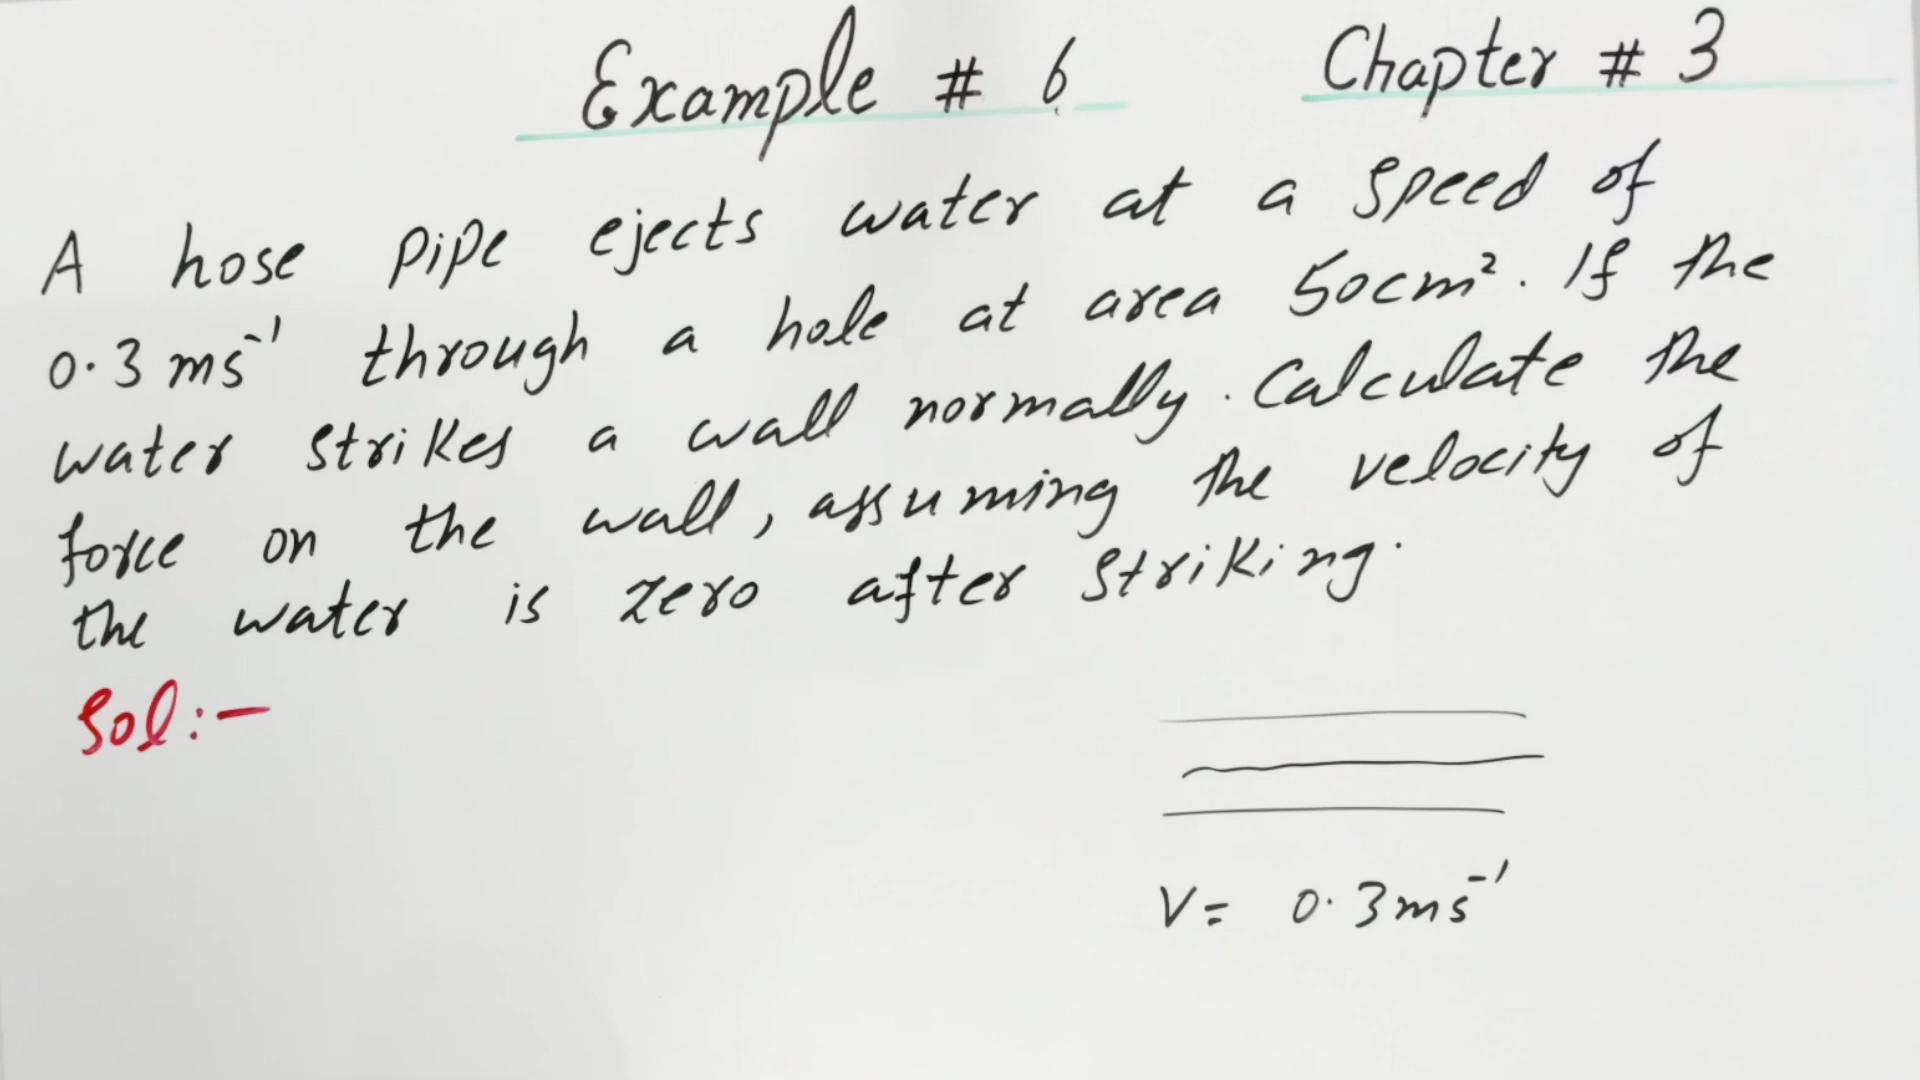 Example # 6 Chapter # 3
A hose pipe ejects water at a speed of
0.3 ms⁻¹ through a hole at area 50cm². If the
water strikes a wall normally. Calculate the
force on the wall, assuming the velocity of
the water is zero after striking.
Sol:-
V= 0.3ms⁻¹